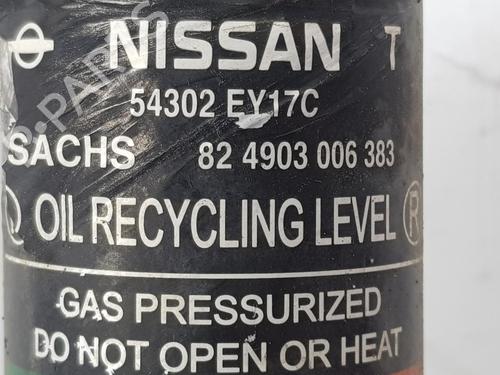 NISSAN T
54302 EY17C
SACHS 82 4903 006 383
OIL RECYCLING LEVEL R
GAS PRESSURIZED
DO NOT OPEN OR HEAT